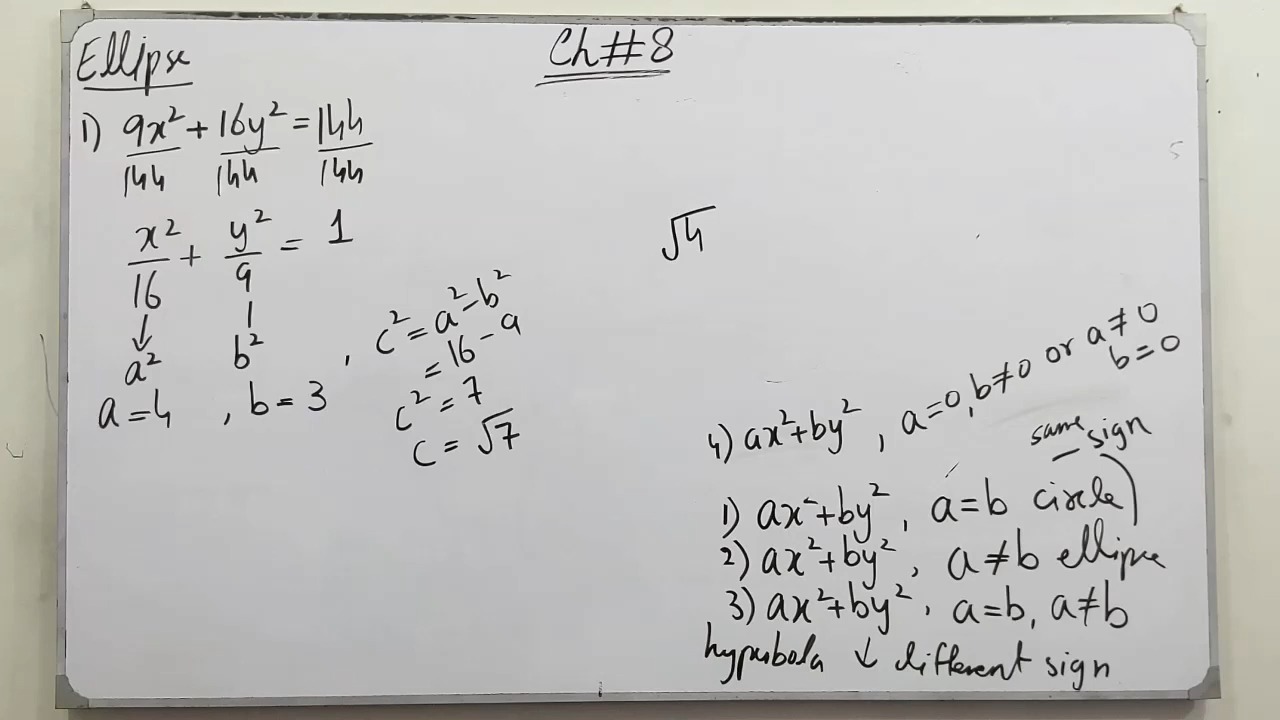 Ellipse
Ch#8
1) 9x²/144 + 16y²/144 = 144/144
x²/16 + y²/9 = 1
↓ |
a² b²
a = 4 , b = 3 ,
c² = a² - b²
= 16 - 9
c² = 7
c = √7
√4
4) ax²+by² , a=0, b≠0 or a≠0
b=0
same sign
1) ax²+by² , a=b circle
2) ax²+by² , a≠b ellipse
3) ax²+by² , a=b, a≠b
hyperbola ↓ different sign